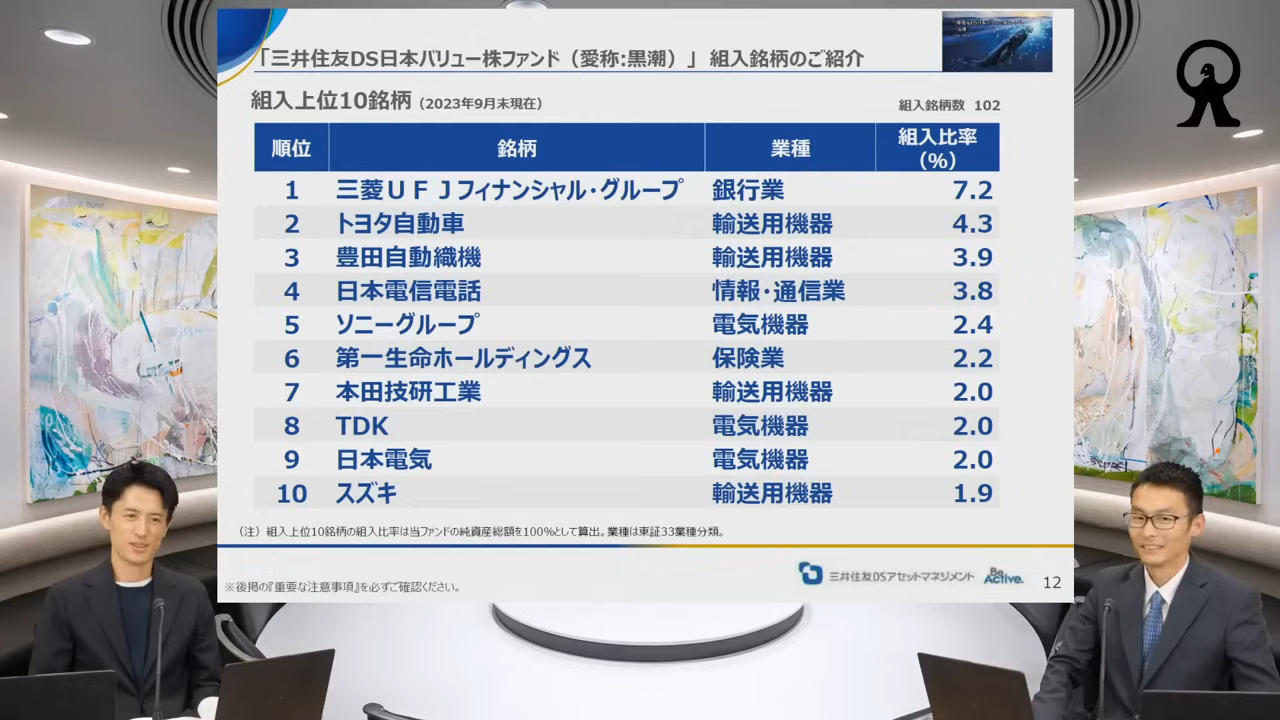 「三井住友DS日本バリュー株ファンド（愛称:黒潮）」 組入銘柄のご紹介
組入上位10銘柄（2023年9月末現在）
組入銘柄数 102
順位 銘柄 業種 組入比率(%)
1 三菱ＵＦＪフィナンシャル・グループ 銀行業 7.2
2 トヨタ自動車 輸送用機器 4.3
3 豊田自動織機 輸送用機器 3.9
4 日本電信電話 情報・通信業 3.8
5 ソニーグループ 電気機器 2.4
6 第一生命ホールディングス 保険業 2.2
7 本田技研工業 輸送用機器 2.0
8 TDK 電気機器 2.0
9 日本電気 電気機器 2.0
10 スズキ 輸送用機器 1.9
（注）組入上位10銘柄の組入比率は当ファンドの純資産総額を100%として算出。業種は東証33業種分類。
※後掲の『重要な注意事項』を必ずご確認ください。
三井住友DSアセットマネジメント
Be
Active.
12